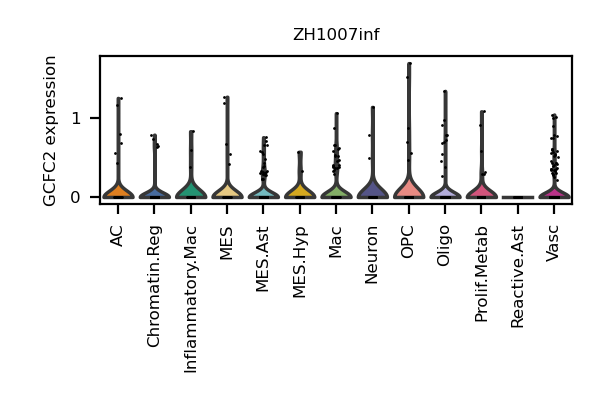 ZH1007inf
GCFC2 expression
1
0
AC
Chromatin.Reg
Inflammatory.Mac
MES
MES.Ast
MES.Hyp
Mac
Neuron
OPC
Oligo
Prolif.Metab
Reactive.Ast
Vasc